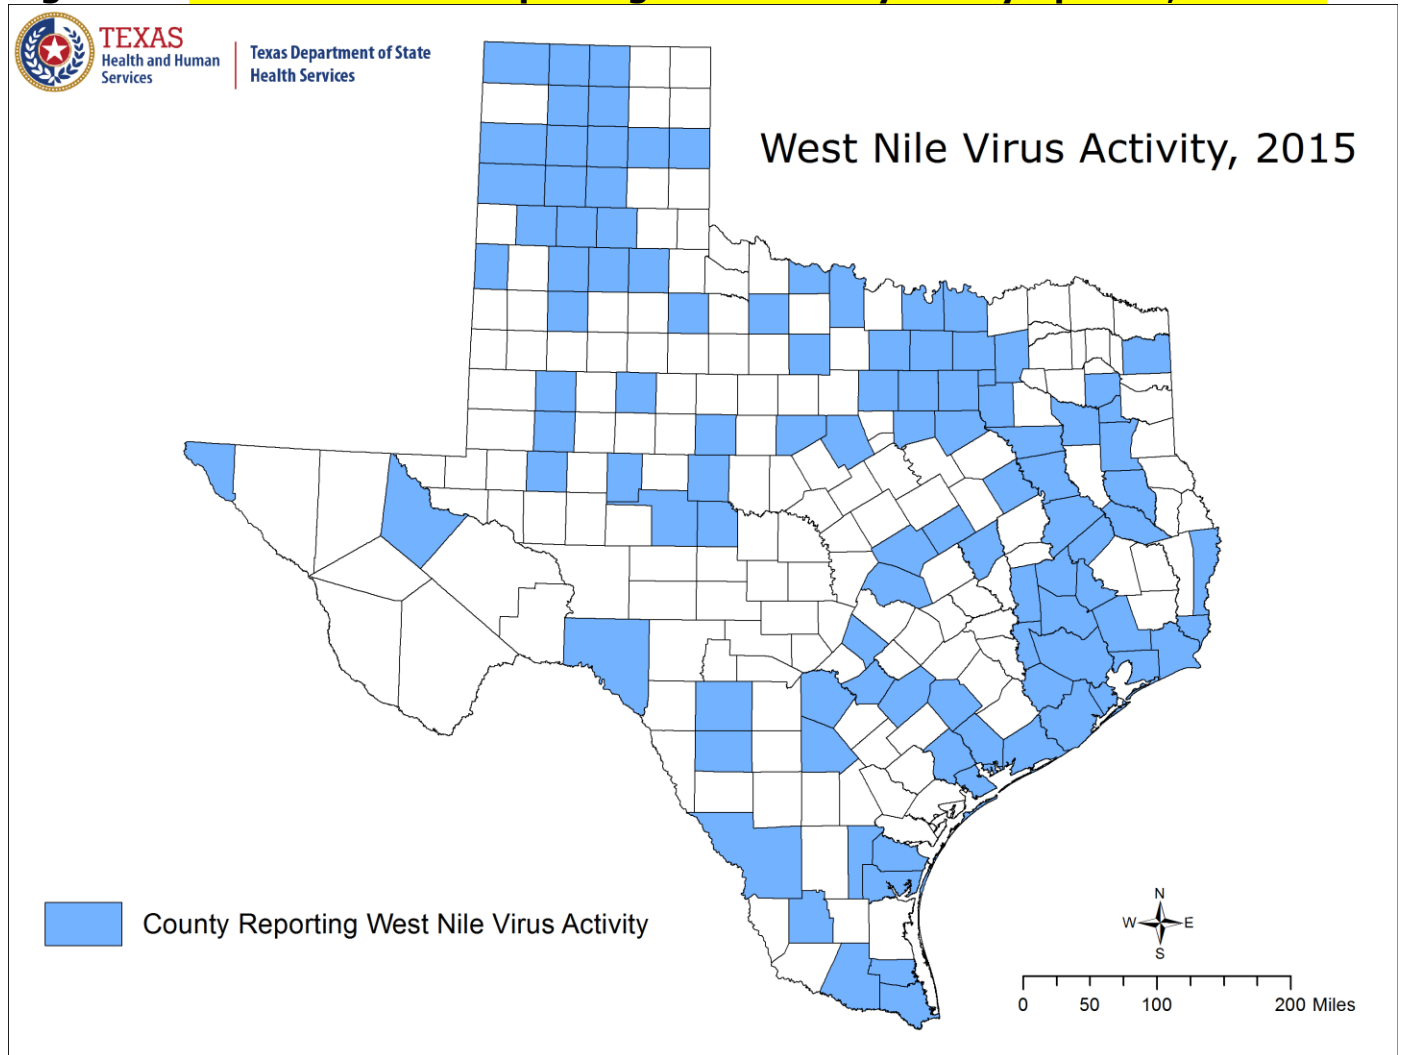 TEXAS
Health and Human
Services
Texas Department of State
Health Services
West Nile Virus Activity, 2015
County Reporting West Nile Virus Activity
N
W E
S
0 50 100 200 Miles